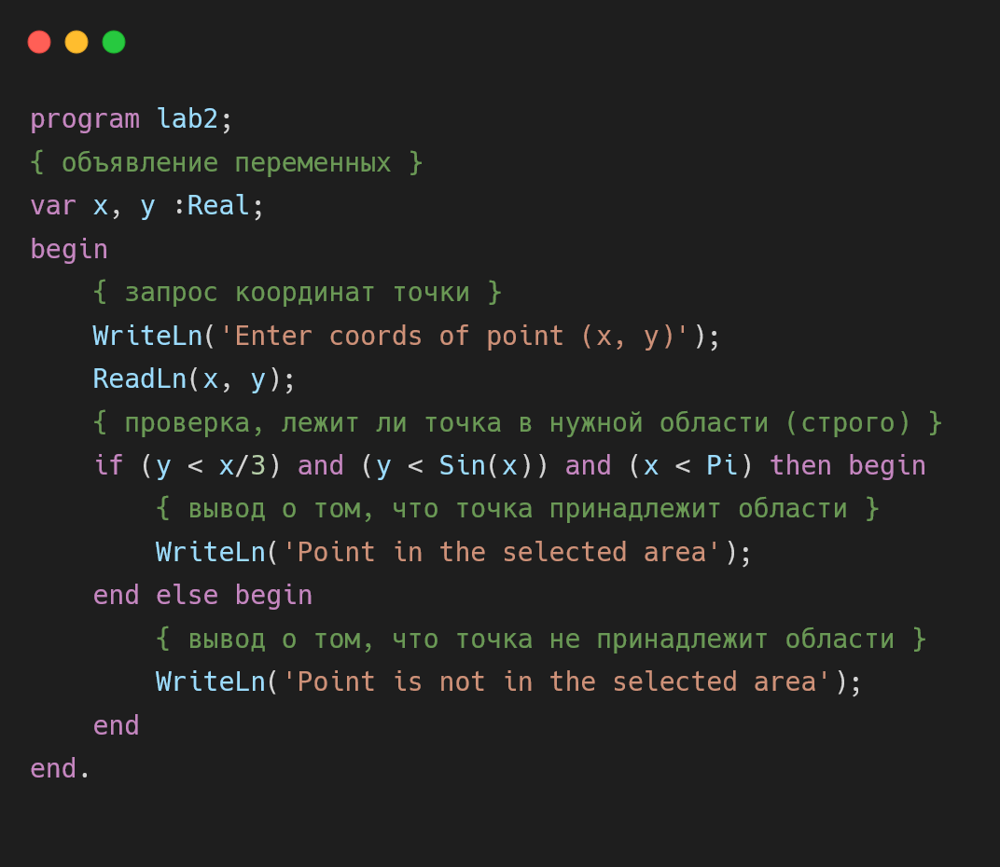 program lab2;
{ объявление переменных }
var x, y :Real;
begin
    { запрос координат точки }
    WriteLn('Enter coords of point (x, y)');
    ReadLn(x, y);
    { проверка, лежит ли точка в нужной области (строго) }
    if (y < x/3) and (y < Sin(x)) and (x < Pi) then begin
        { вывод о том, что точка принадлежит области }
        WriteLn('Point in the selected area');
    end else begin
        { вывод о том, что точка не принадлежит области }
        WriteLn('Point is not in the selected area');
    end
end.